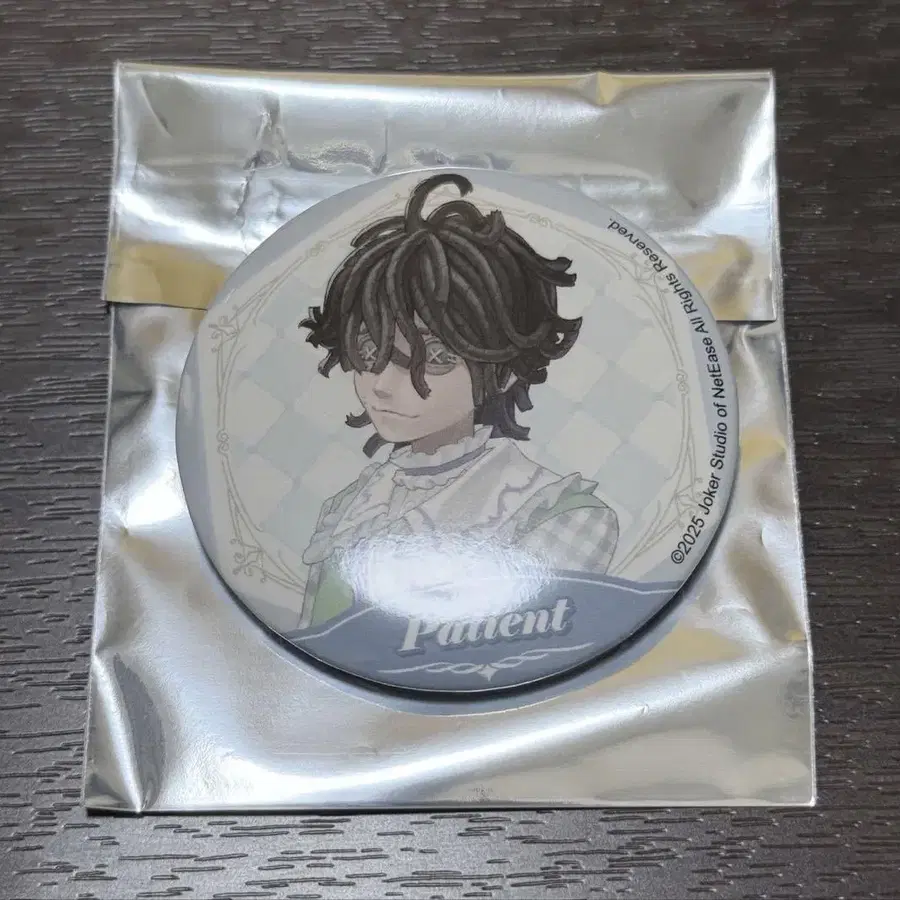 ©2025 Joker Studio of NetEase All Rights Reserved.
Patient